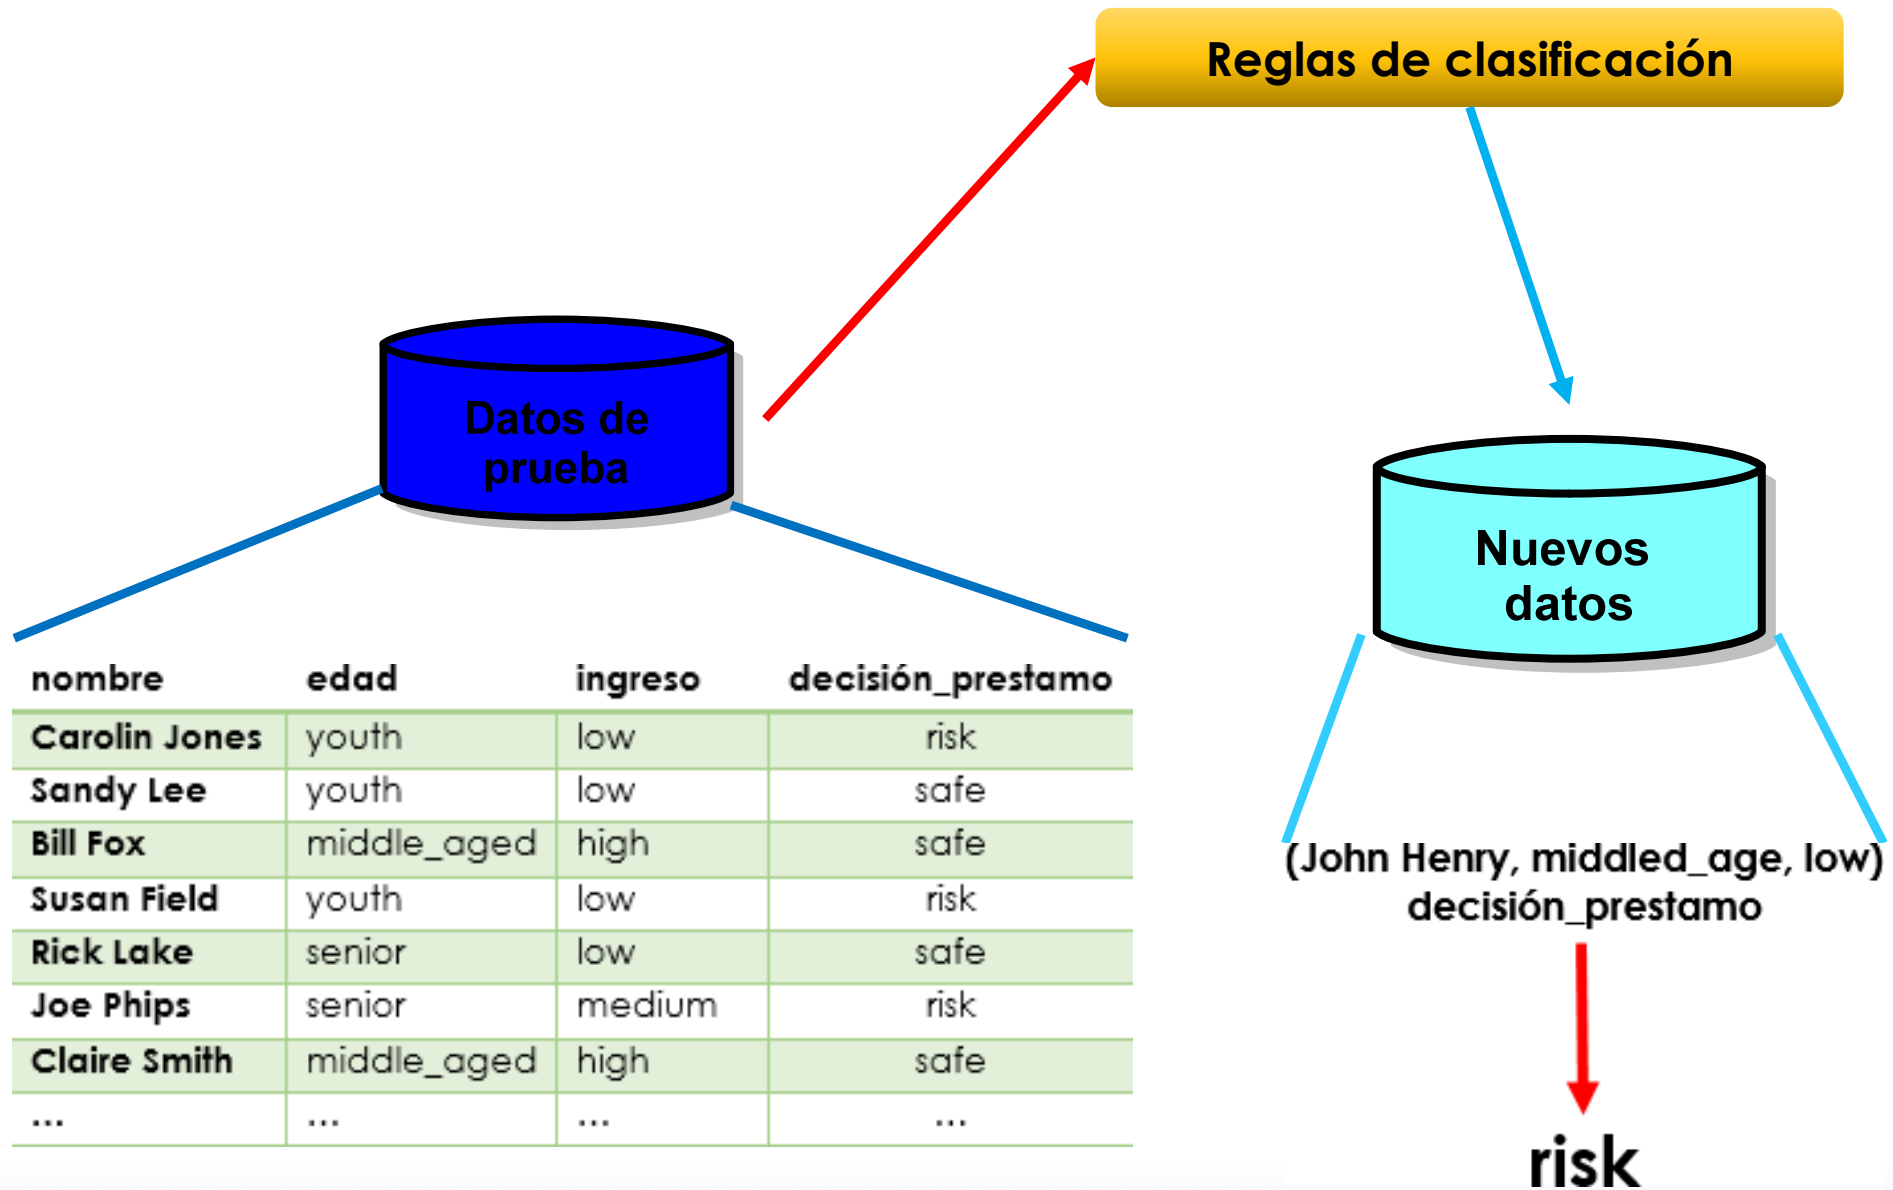 Reglas de clasificación
Datos de
prueba
Nuevos
datos
nombre edad ingreso decisión_prestamo
Carolin Jones youth low risk
Sandy Lee youth low safe
Bill Fox middle_aged high safe
Susan Field youth low risk
Rick Lake senior low safe
Joe Phips senior medium risk
Claire Smith middle_aged high safe
... ... ... ...
(John Henry, middled_age, low)
decisión_prestamo
risk